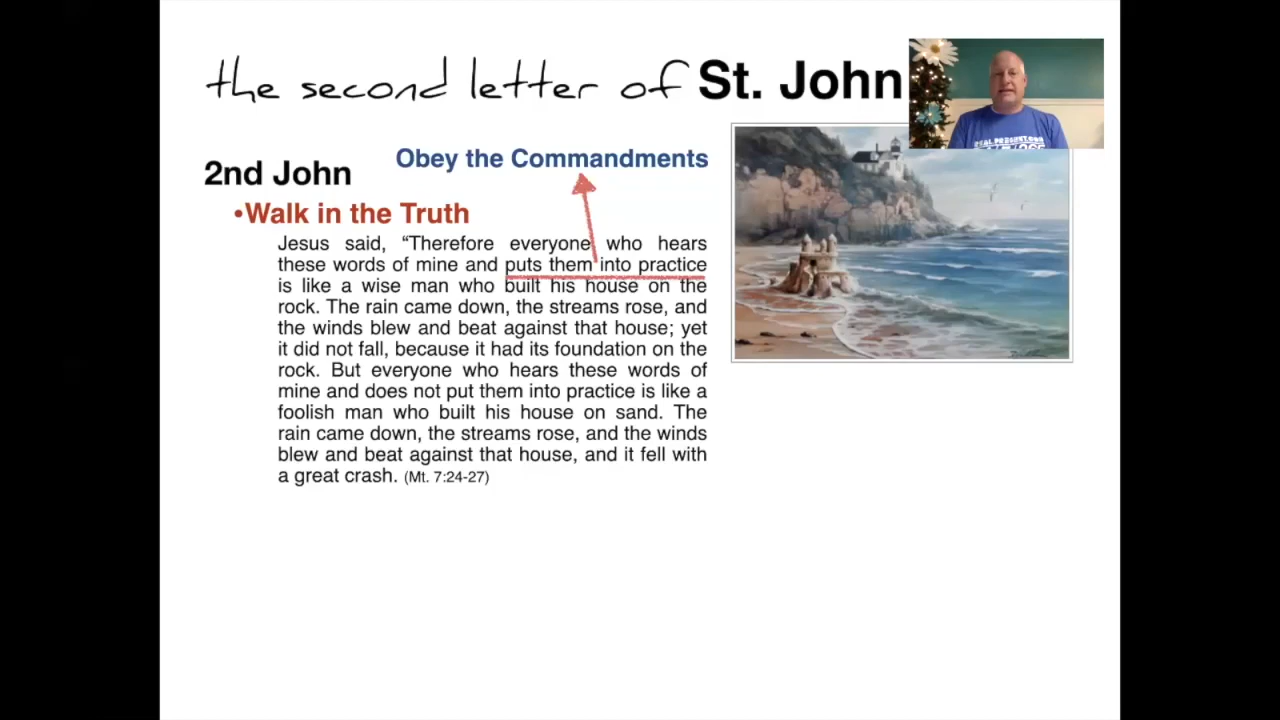 the second letter of St. John
2nd John
Obey the Commandments
•Walk in the Truth
Jesus said, “Therefore everyone who hears
these words of mine and puts them into practice
is like a wise man who built his house on the
rock. The rain came down, the streams rose, and
the winds blew and beat against that house; yet
it did not fall, because it had its foundation on the
rock. But everyone who hears these words of
mine and does not put them into practice is like a
foolish man who built his house on sand. The
rain came down, the streams rose, and the winds
blew and beat against that house, and it fell with
a great crash. (Mt. 7:24-27)